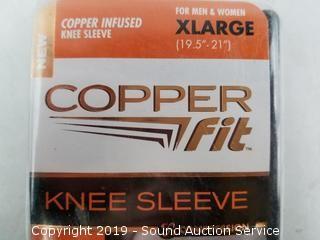 NEW
COPPER INFUSED
KNEE SLEEVE
FOR MEN & WOMEN
XLARGE
(19.5"- 21")
COPPER
fit™
KNEE SLEEVE
Copyright 2019 - Sound Auction Service